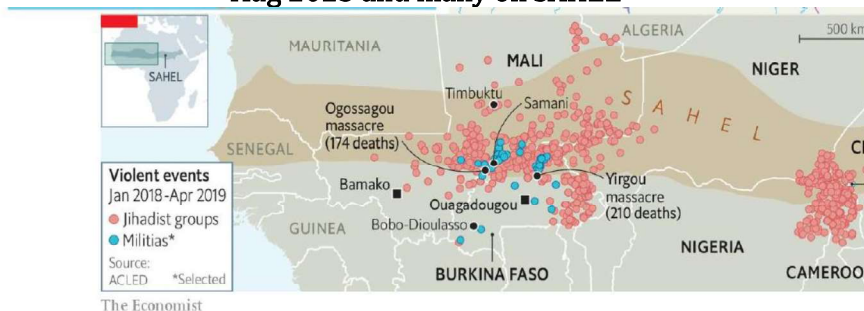 SAHEL
MAURITANIA
ALGERIA
500 km
MALI
NIGER
Timbuktu
Samani
SAHEL
Ogossagou
massacre
(174 deaths)
SENEGAL
Violent events
Jan 2018-Apr 2019
Jihadist groups
Militias*
Source:
ACLED *Selected
Bamako
Ouagadougou
Yirgou
massacre
(210 deaths)
Bobo-Dioulasso
GUINEA
NIGERIA
BURKINA FASO
CAMEROO
The Economist